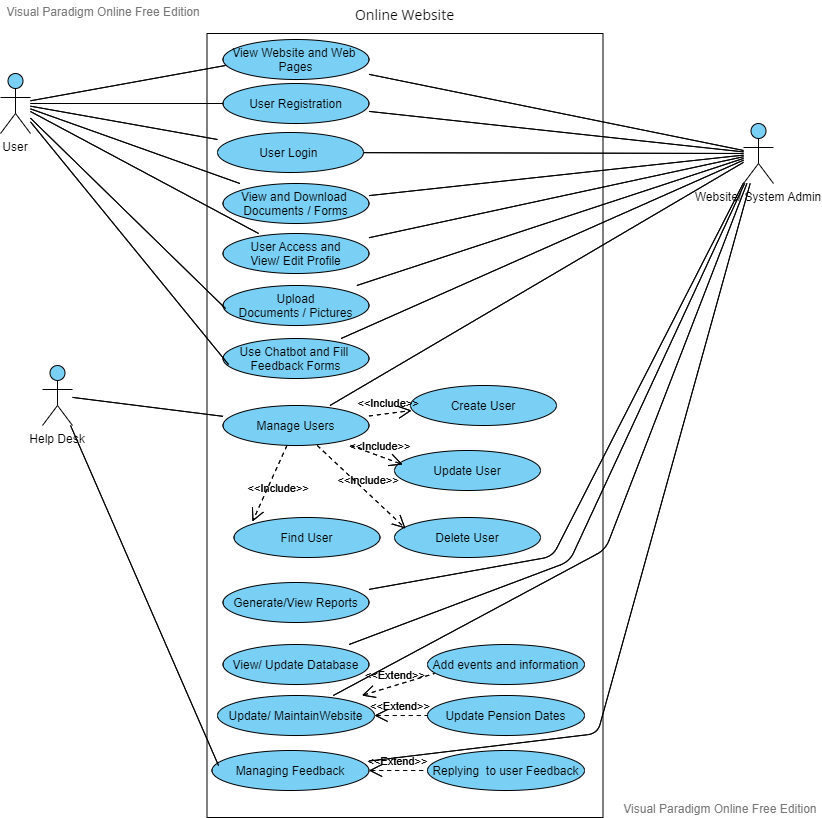 Visual Paradigm Online Free Edition
Online Website
View Website and Web
Pages
User Registration
User
User Login
View and Download
Documents / Forms
Website/System Admin
User Access and
View/ Edit Profile
Upload
Documents / Pictures
Use Chatbot and Fill
Feedback Forms
Help Desk
Manage Users
<<Include>>
Create User
<<Include>>
Update User
<<Include>>
<<Include>>
Find User
Delete User
Generate/View Reports
View/ Update Database
Add events and information
<<Extend>>
Update/ MaintainWebsite
<<Extend>>
Update Pension Dates
Managing Feedback
<<Extend>>
Replying  to user Feedback
Visual Paradigm Online Free Edition